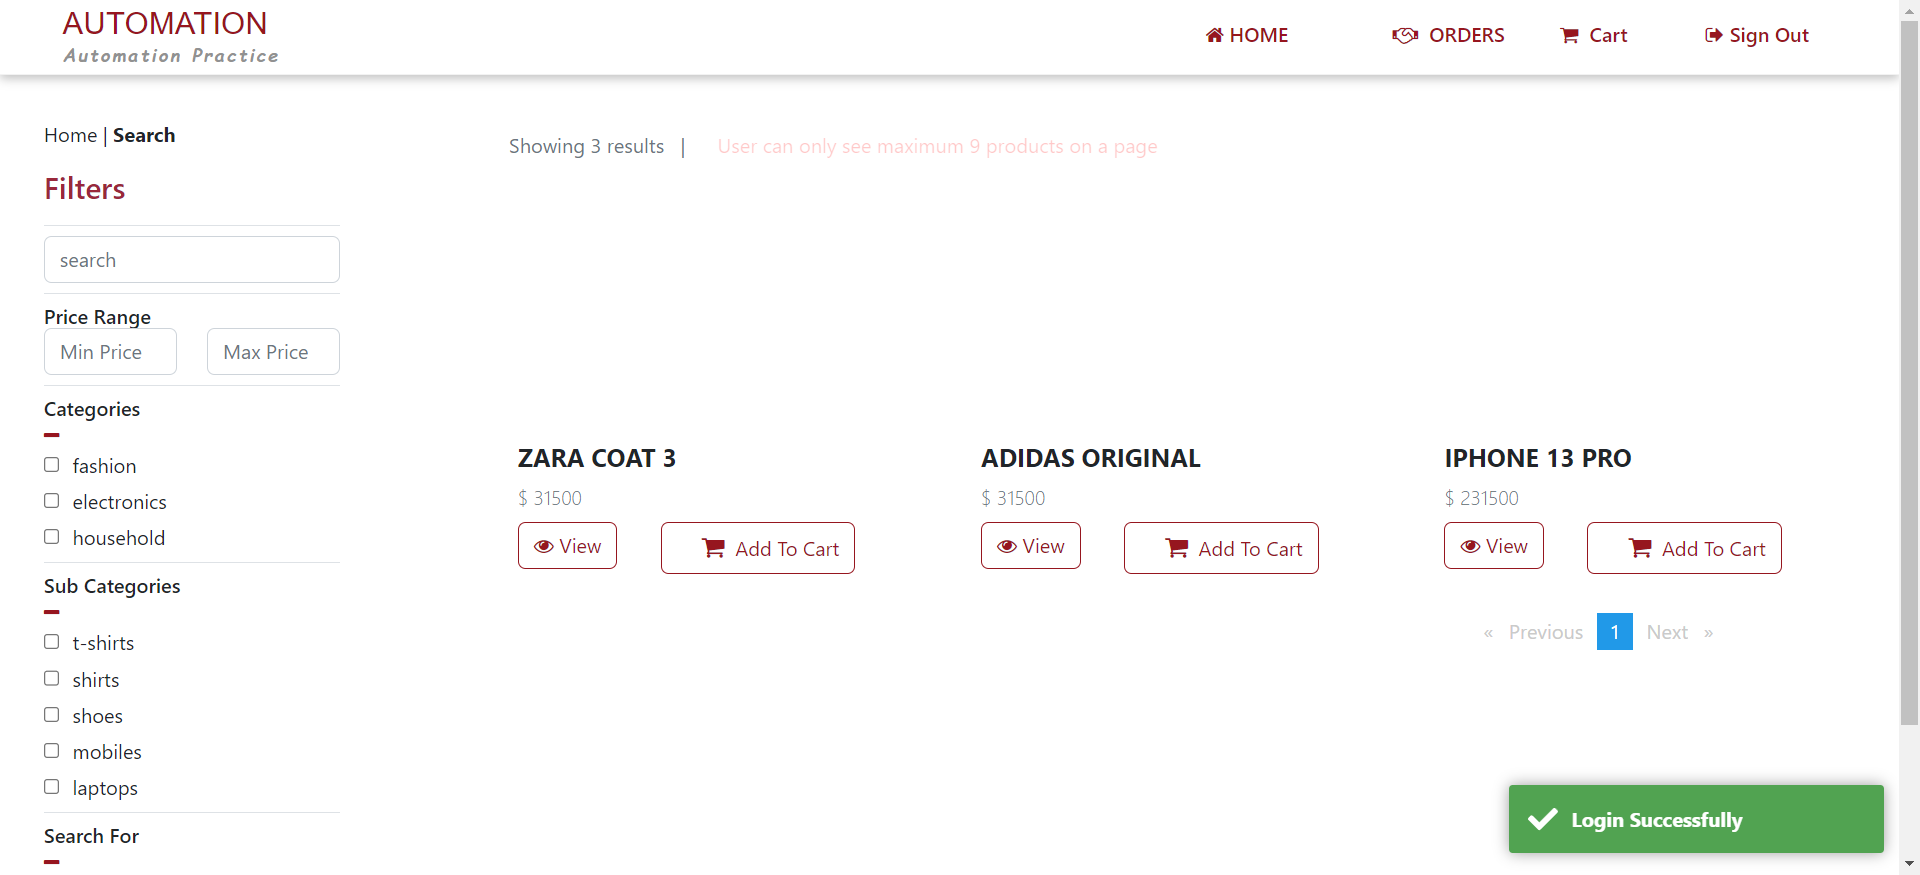 AUTOMATION
Automation Practice
HOME
ORDERS
Cart
Sign Out
Home | Search
Showing 3 results |
User can only see maximum 9 products on a page
Filters
search
Price Range
Min Price
Max Price
Categories
fashion
electronics
household
Sub Categories
t-shirts
shirts
shoes
mobiles
laptops
Search For
ZARA COAT 3
$ 31500
View
Add To Cart
ADIDAS ORIGINAL
$ 31500
View
Add To Cart
IPHONE 13 PRO
$ 231500
View
Add To Cart
« Previous 1 Next »
Login Successfully